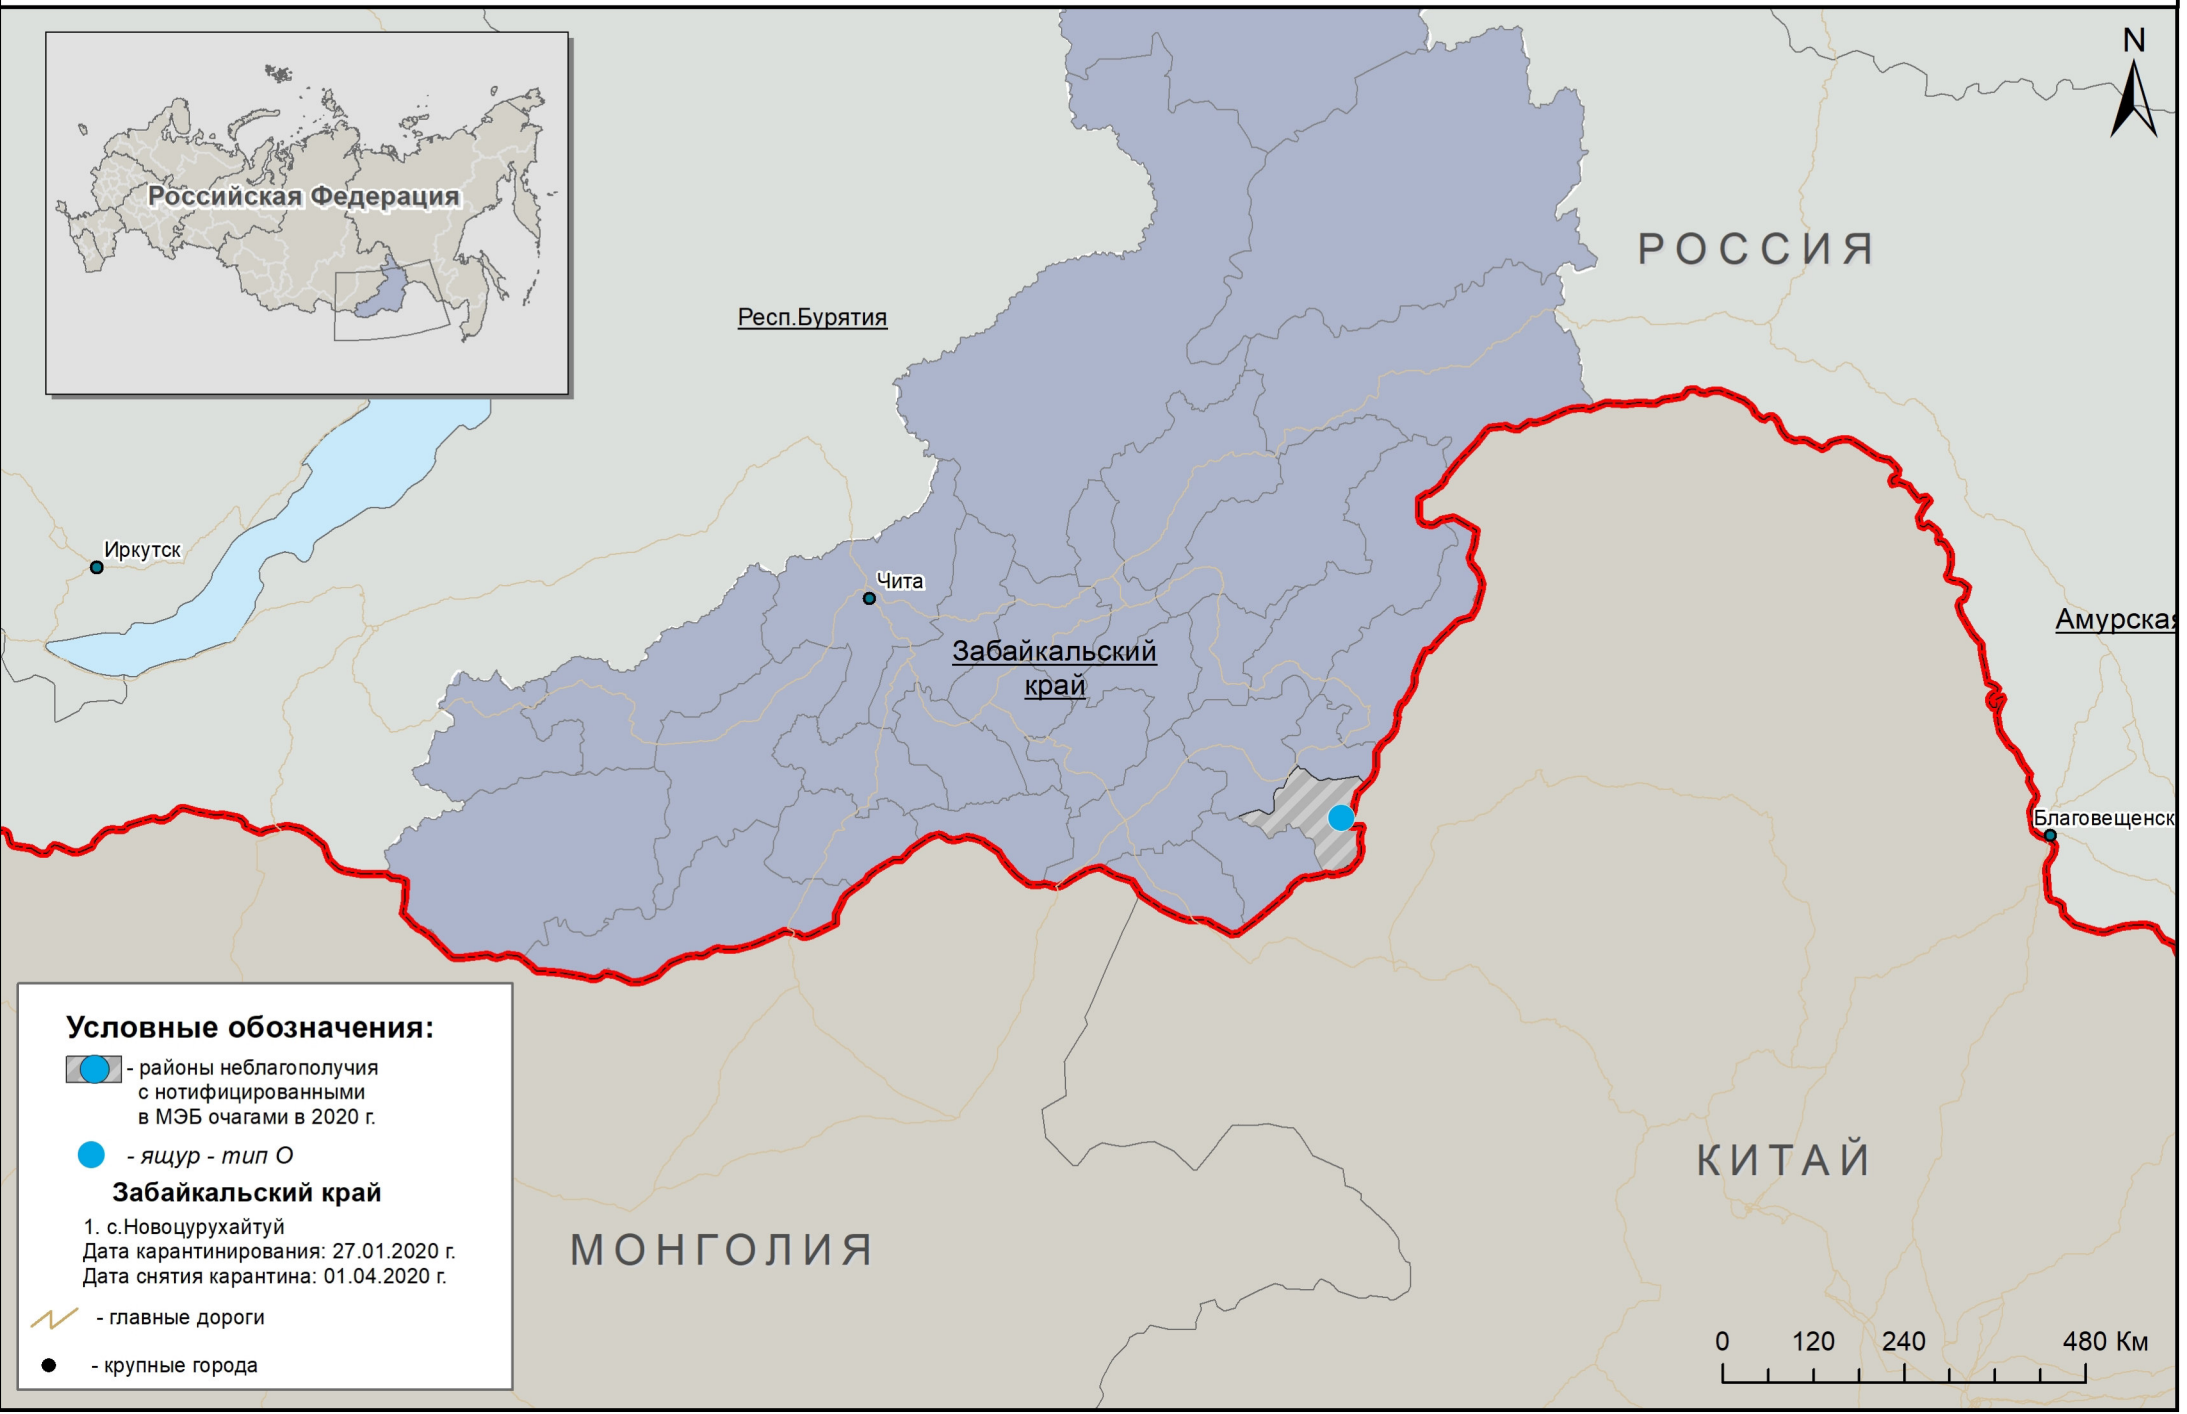 N
Российская Федерация
РОССИЯ
Респ.Бурятия
Иркутск
Чита
Забайкальский
край
Амурская
Благовещенск
Условные обозначения:
- районы неблагополучия
с нотифицированными
в МЭБ очагами в 2020 г.
- ящур - тип О
Забайкальский край
1. с.Новоцурухайтуй
Дата карантинирования: 27.01.2020 г.
Дата снятия карантина: 01.04.2020 г.
- главные дороги
- крупные города
МОНГОЛИЯ
КИТАЙ
0 120 240 480 Км